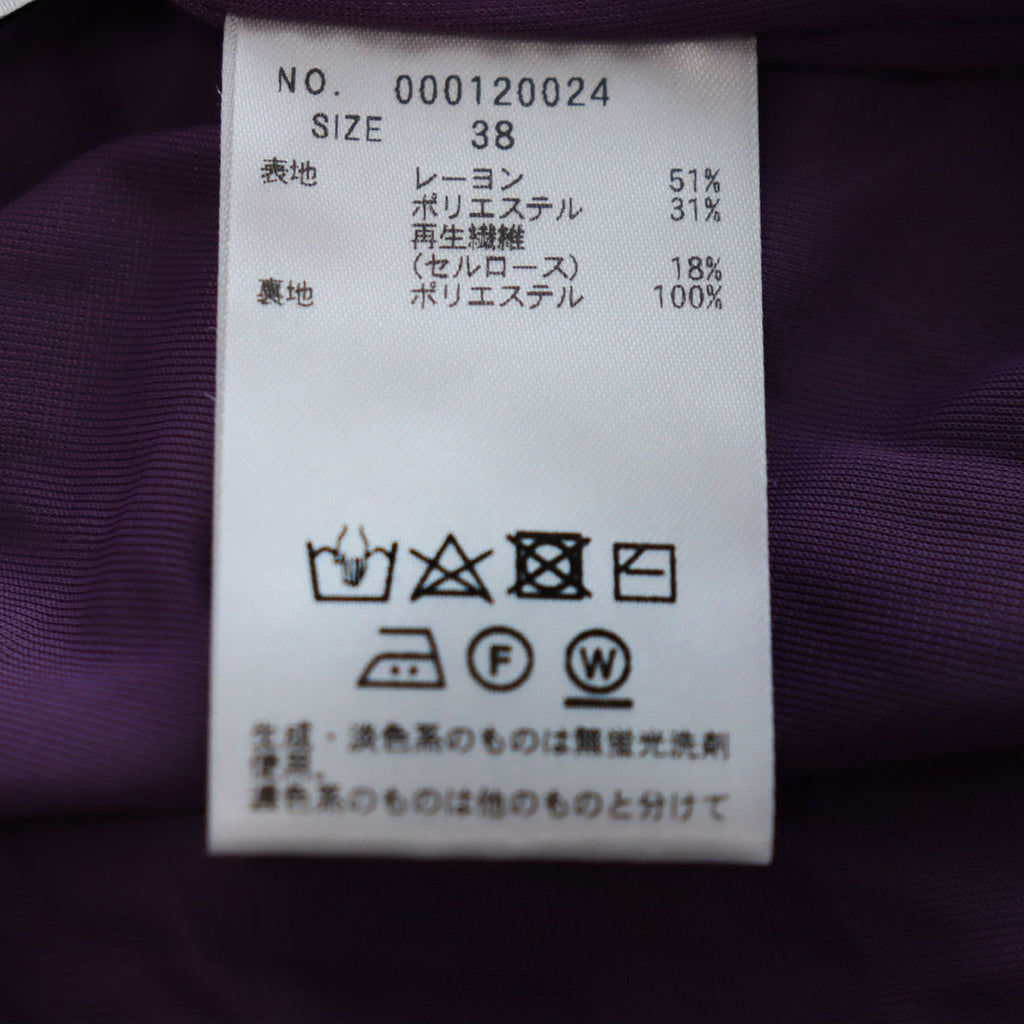 NO. 000120024
SIZE 38
表地 レーヨン 51%
ポリエステル 31%
再生繊維
(セルロース) 18%
裏地 ポリエステル 100%
F W
生成・淡色系のものは無蛍光洗剤
使用。
濃色系のものは他のものと分けて